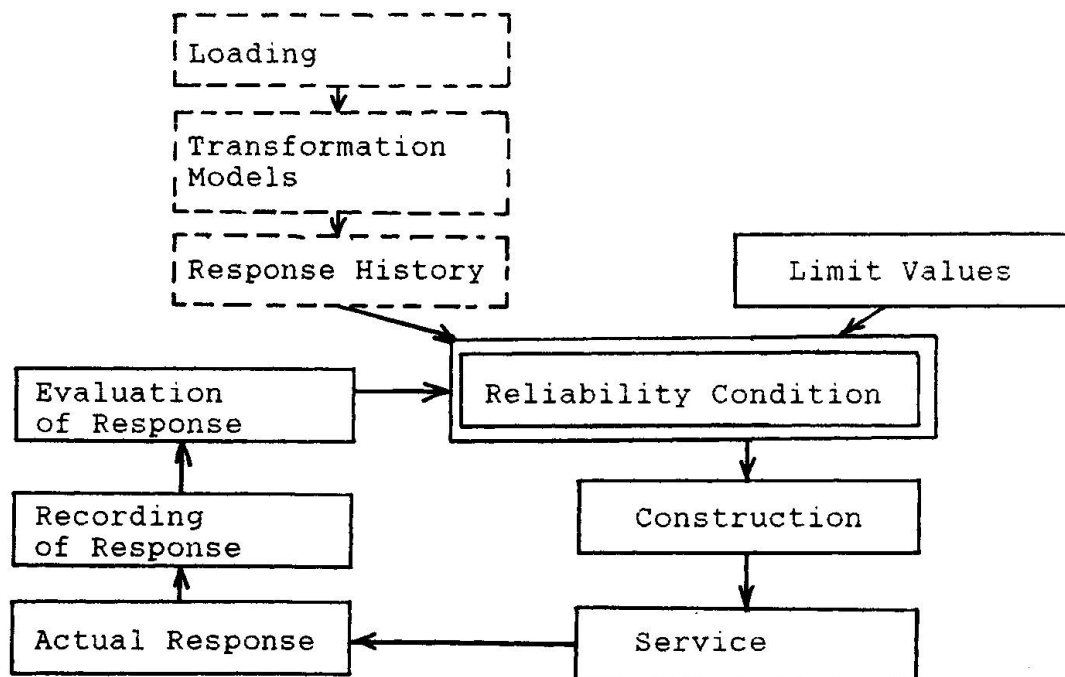 Loading
Transformation
Models
Response History
Limit Values
Reliability Condition
Evaluation
of Response
Recording
of Response
Construction
Actual Response
Service